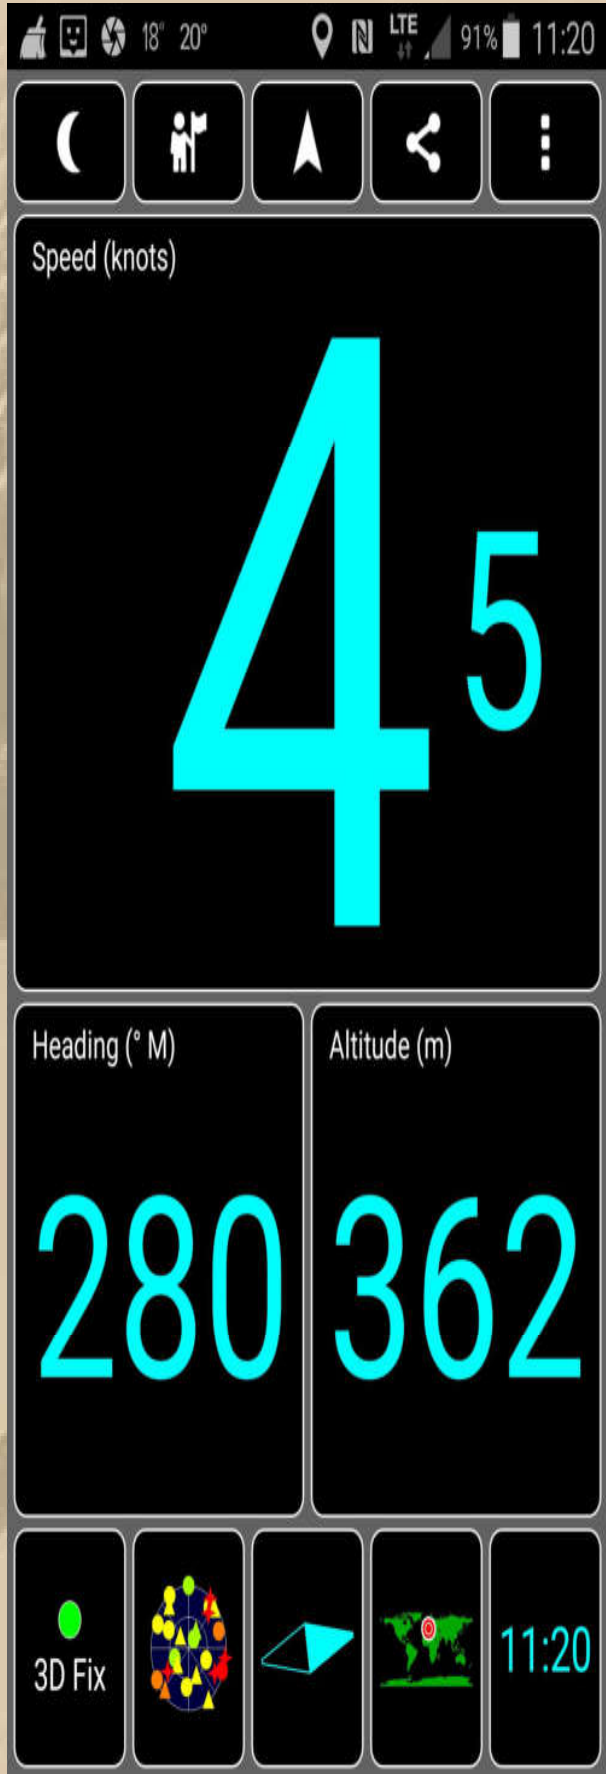 18° 20° LTE 91% 11:20
Speed (knots)
4 5
Heading (° M) Altitude (m)
280 362
3D Fix 11:20